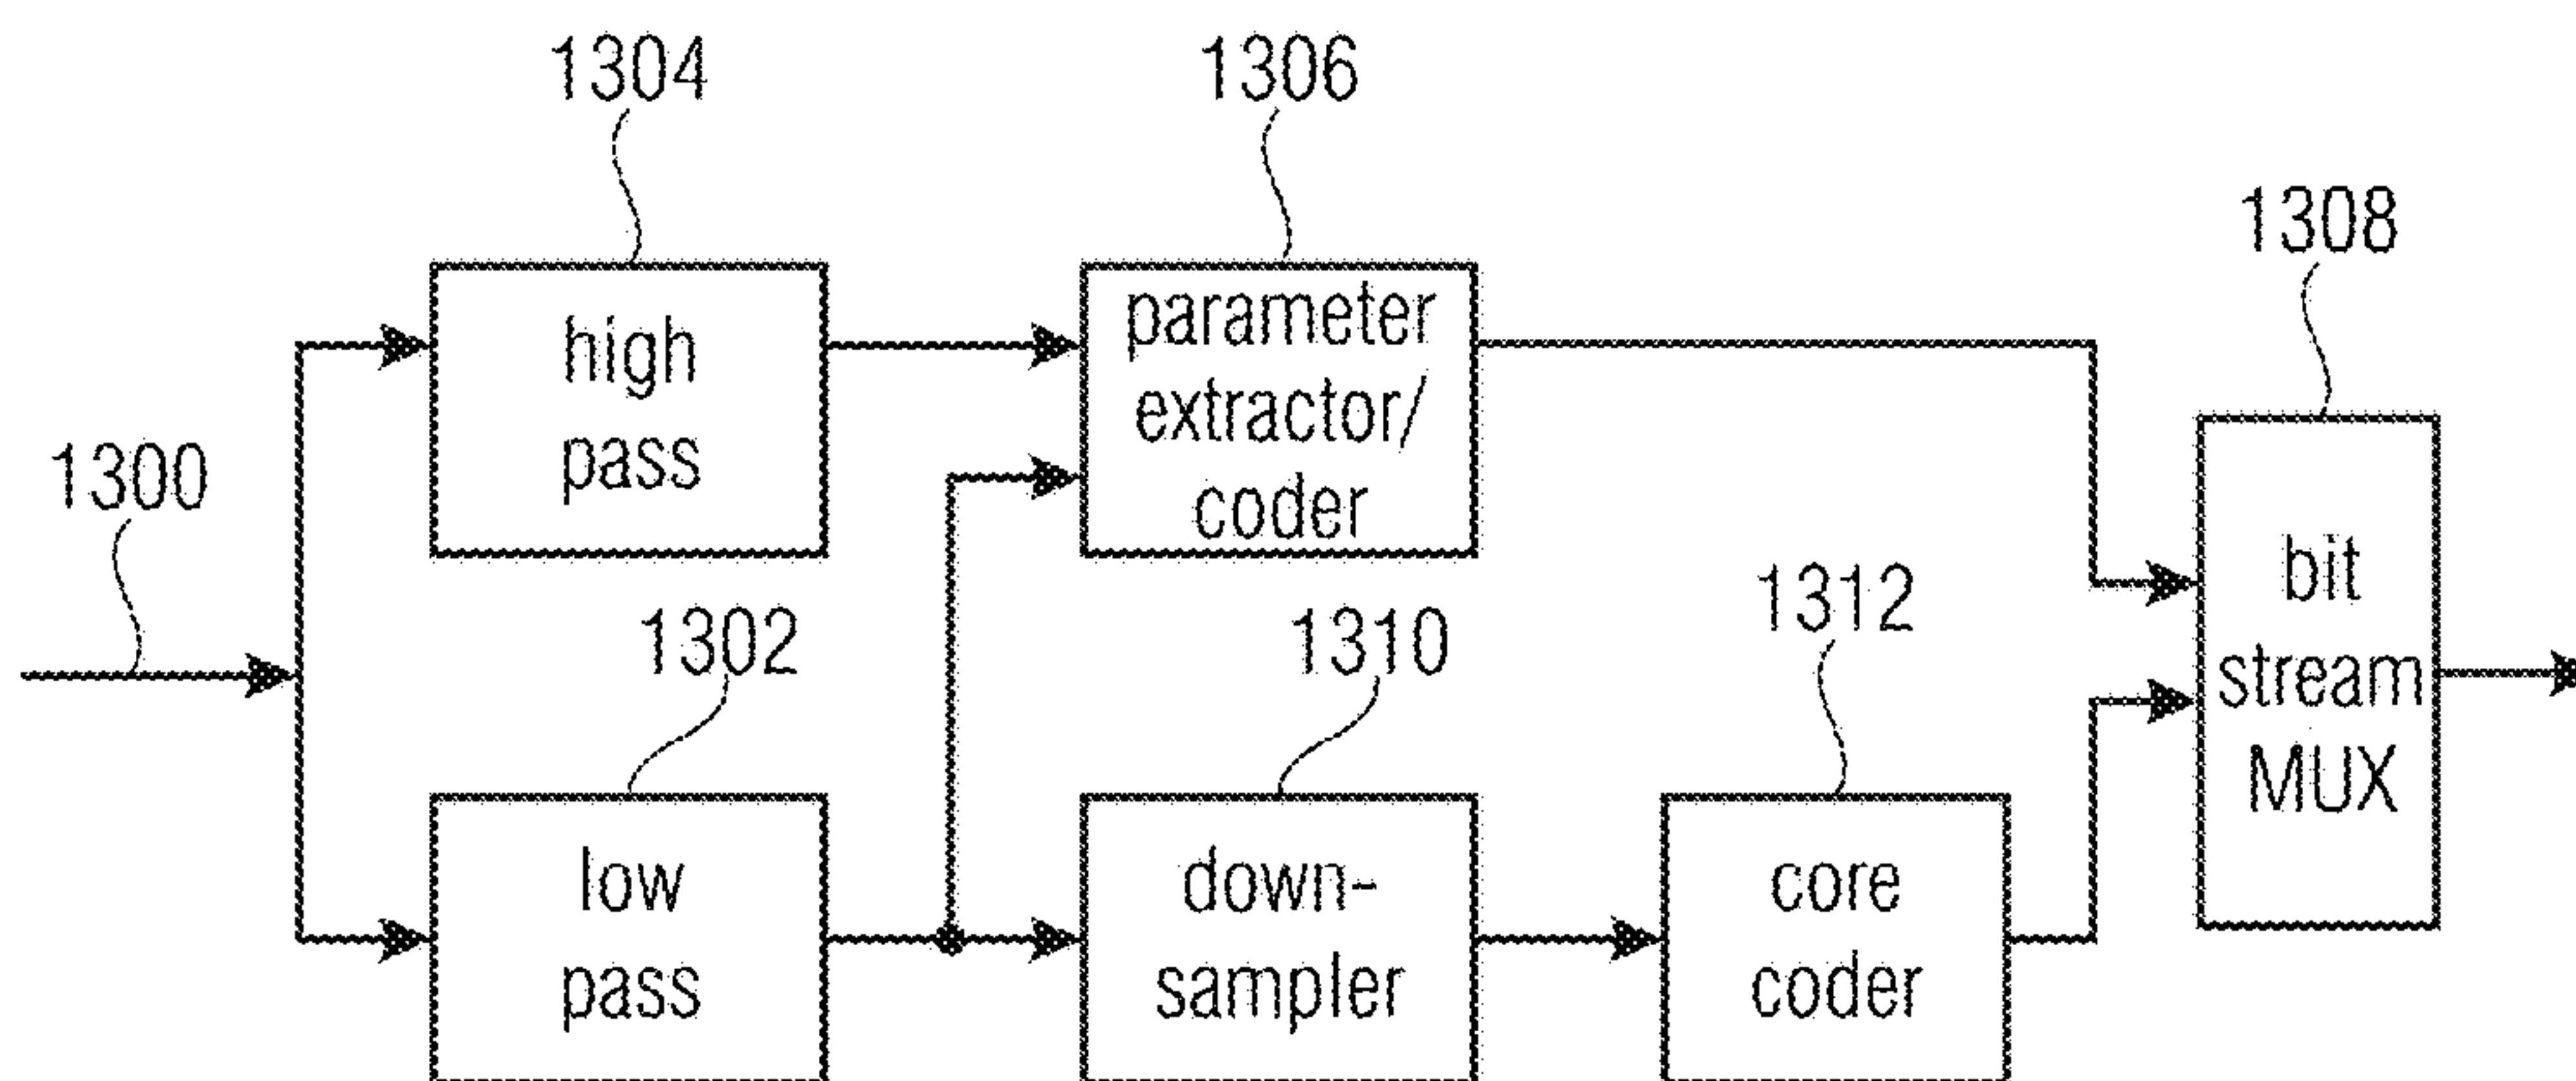 1304
1306
1308
1300
high
pass
parameter
extractor/
coder
1302
1310
1312
bit
stream
MUX
low
pass
down-
sampler
core
coder